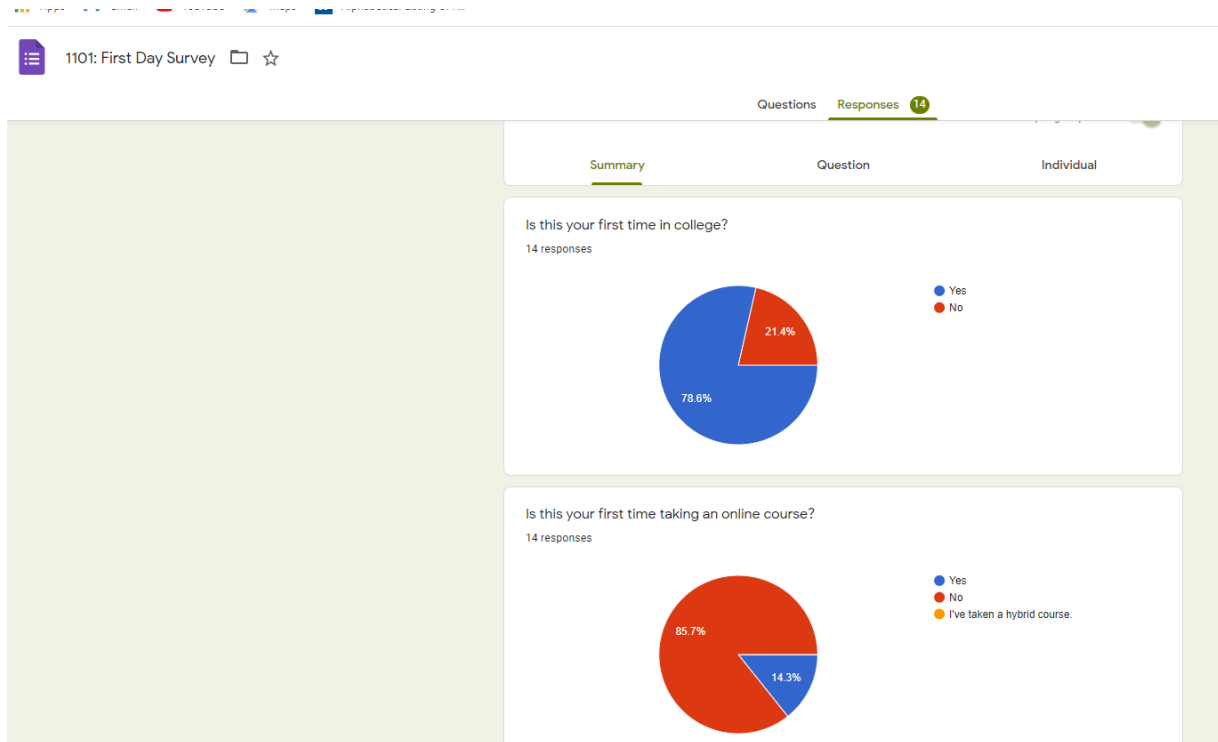 1101: First Day Survey
Questions Responses 14
Summary Question Individual
Is this your first time in college?
14 responses
Yes
No
21.4%
78.6%
Is this your first time taking an online course?
14 responses
Yes
No
I've taken a hybrid course.
85.7%
14.3%